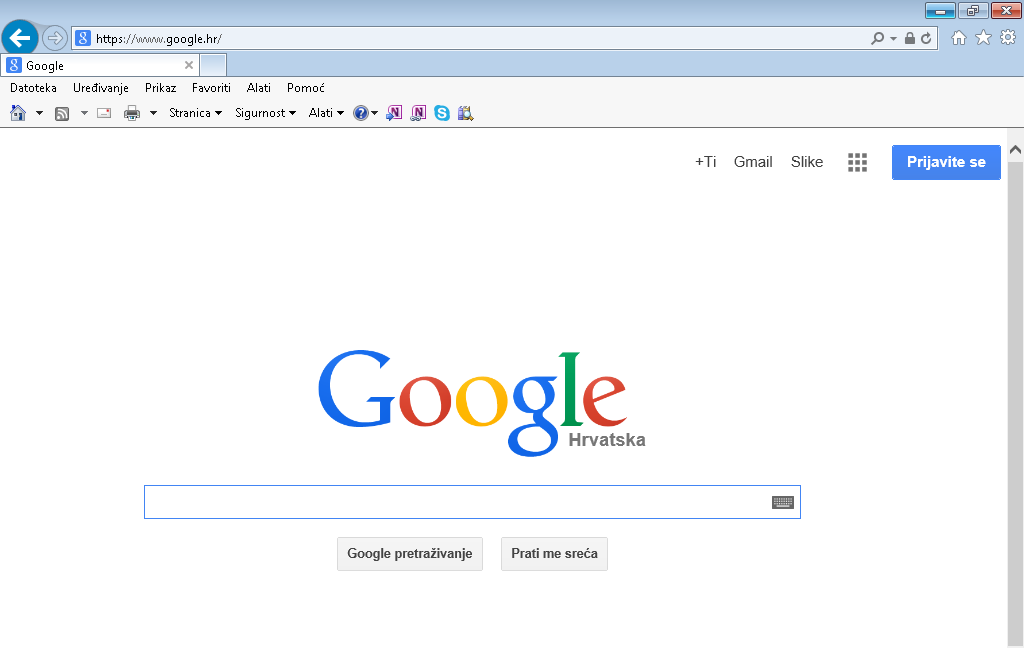 https://www.google.hr/
Google
Datoteka Uređivanje Prikaz Favoriti Alati Pomoć
Stranica Sigurnost Alati
+Ti Gmail Slike Prijavite se
Google
Hrvatska
Google pretraživanje Prati me sreća